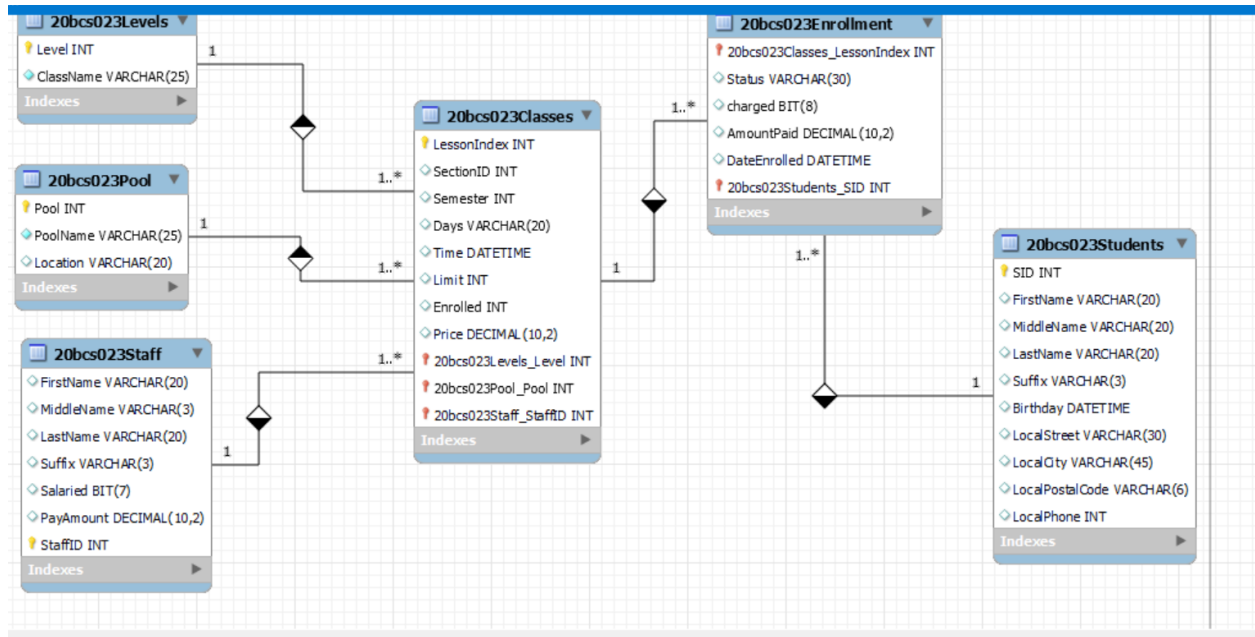 20bcs023Levels
Level INT
ClassName VARCHAR(25)
Indexes
1
1..*
20bcs023Pool
Pool INT
PoolName VARCHAR(25)
Location VARCHAR(20)
Indexes
1
1..*
20bcs023Staff
FirstName VARCHAR(20)
MiddleName VARCHAR(3)
LastName VARCHAR(20)
Suffix VARCHAR(3)
Salaried BIT(7)
PayAmount DECIMAL(10,2)
StaffID INT
Indexes
1
1..*
20bcs023Classes
LessonIndex INT
SectionID INT
Semester INT
Days VARCHAR(20)
Time DATETIME
Limit INT
Enrolled INT
Price DECIMAL(10,2)
20bcs023Levels_Level INT
20bcs023Pool_Pool INT
20bcs023Staff_StaffID INT
Indexes
1
1..*
20bcs023Enrollment
20bcs023Classes_LessonIndex INT
Status VARCHAR(30)
charged BIT(8)
AmountPaid DECIMAL(10,2)
DateEnrolled DATETIME
20bcs023Students_SID INT
Indexes
1..*
1
20bcs023Students
SID INT
FirstName VARCHAR(20)
MiddleName VARCHAR(20)
LastName VARCHAR(20)
Suffix VARCHAR(3)
Birthday DATETIME
LocalStreet VARCHAR(30)
LocalCity VARCHAR(45)
LocalPostalCode VARCHAR(6)
LocalPhone INT
Indexes